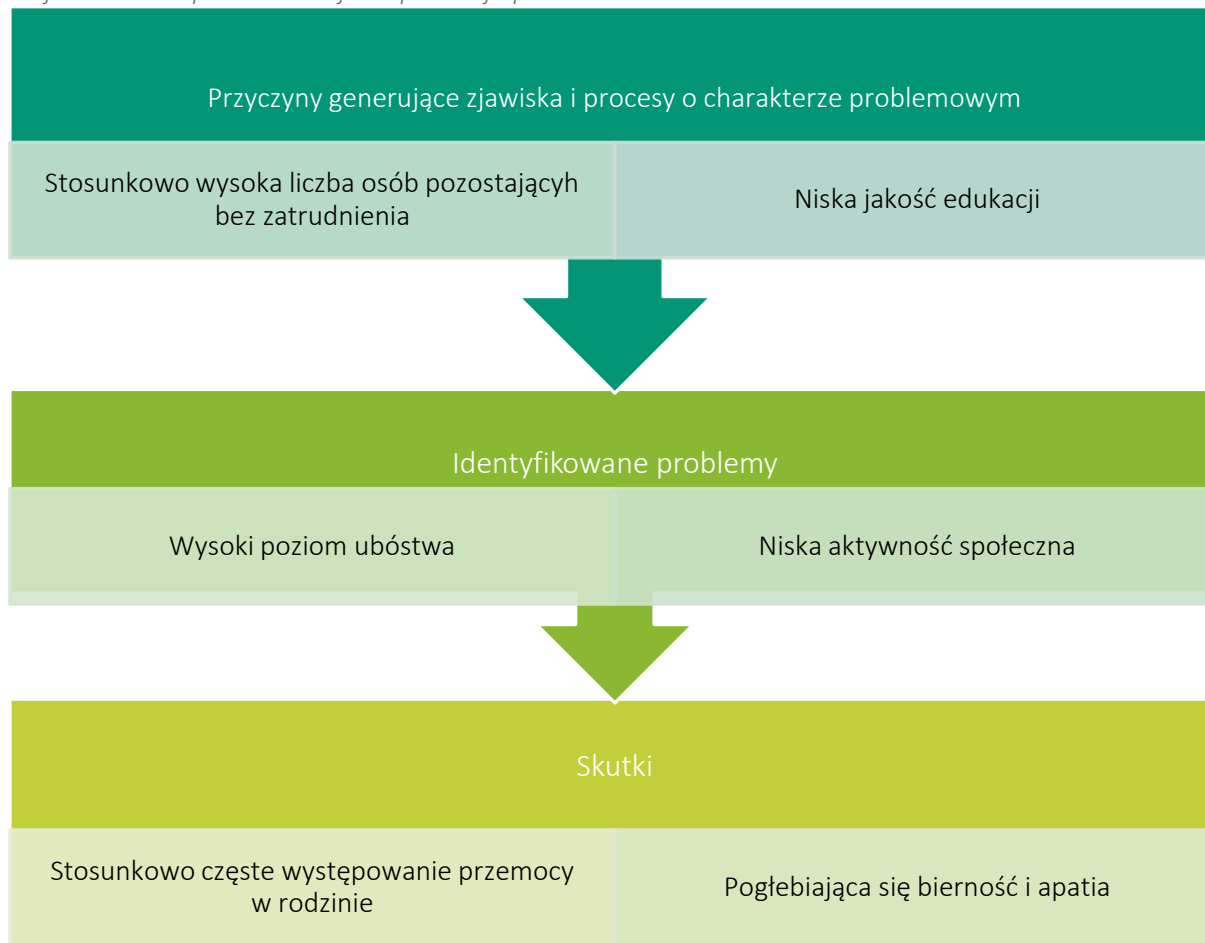 Przyczyny generujące zjawiska i procesy o charakterze problemowym
Stosunkowo wysoka liczba osób pozostającyh
bez zatrudnienia
Niska jakość edukacji
Identyfikowane problemy
Wysoki poziom ubóstwa
Niska aktywność społeczna
Skutki
Stosunkowo częste występowanie przemocy
w rodzinie
Pogłebiająca się bierność i apatia